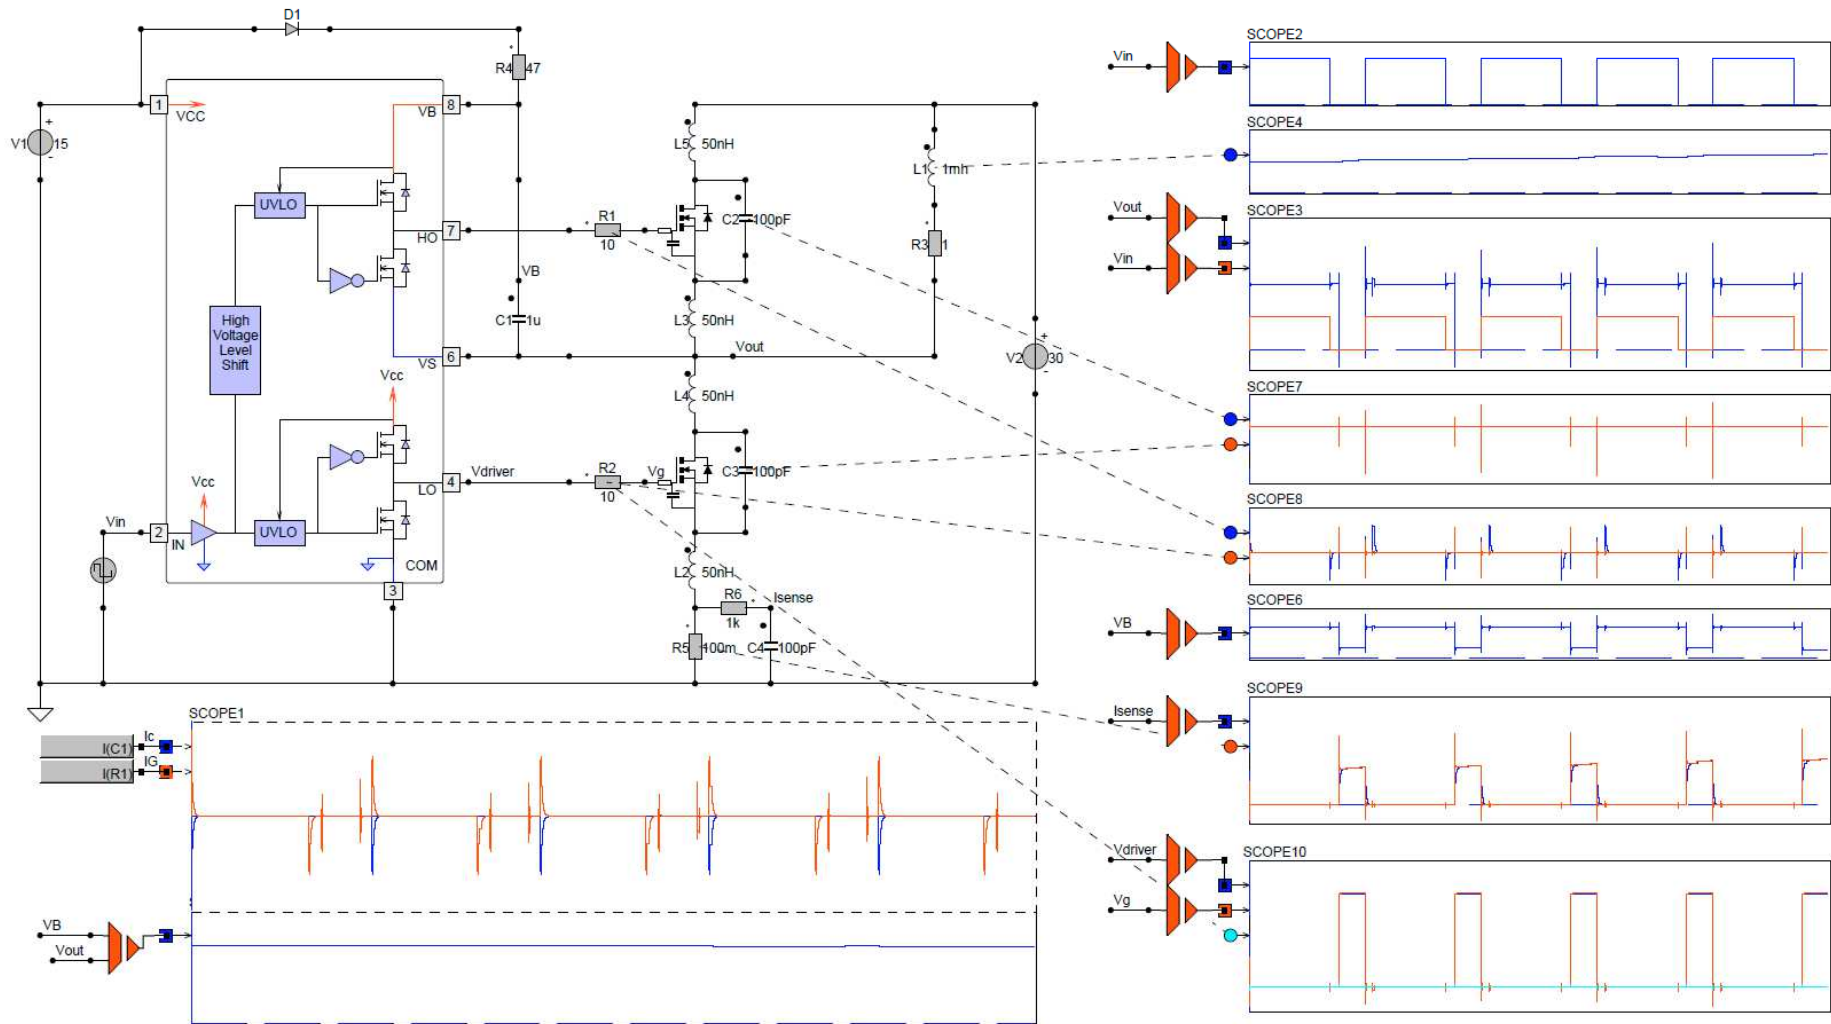 D1
R4 47
V1 15
1
VCC
VB
8
UVLO
HO
7
R1
10
L5 50nH
C2 100pF
L1 1mh
R3 1
VB
C1 1u
L3 50nH
High
Voltage
Level
Shift
VS
6
Vout
V2 30
Vcc
L4 50nH
Vcc
LO
4
Vdriver
R2
10
Vg
C3 100pF
Vin
2
IN
UVLO
COM
3
L2 50nH
R6
1k
Isense
R5 100m
C4 100pF
SCOPE1
I(C1)
Ic
I(R1)
IG
VB
Vout
SCOPE2
Vin
SCOPE4
SCOPE3
Vout
Vin
SCOPE7
SCOPE8
SCOPE6
VB
SCOPE9
Isense
SCOPE10
Vdriver
Vg